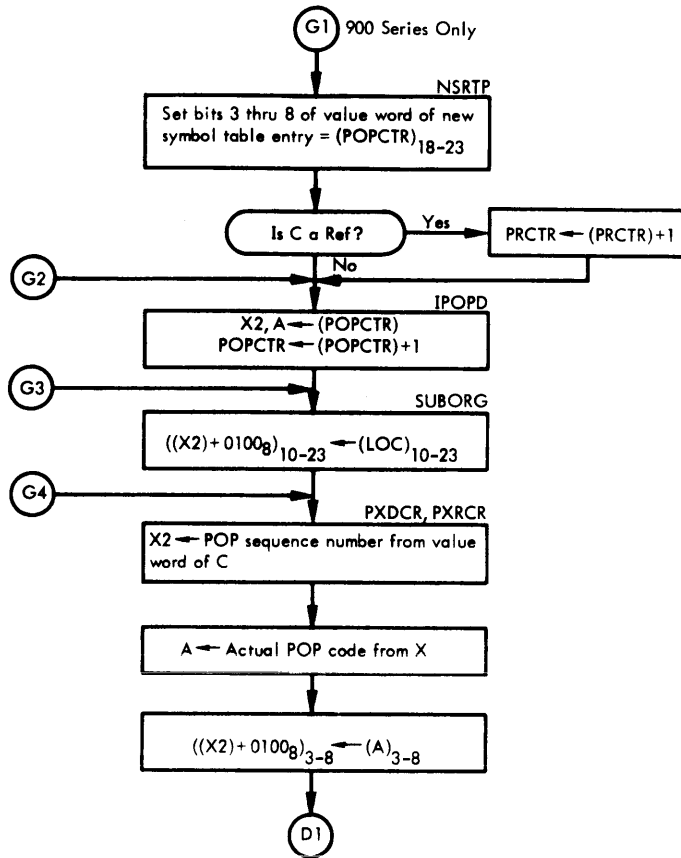 G1 900 Series Only
NSRTP
Set bits 3 thru 8 of value word of new
symbol table entry = (POPCTR)18-23
Is C a Ref?
Yes
PRCTR ← (PRCTR)+1
No
G2
IPOPD
X2, A ← (POPCTR)
POPCTR ← (POPCTR)+1
G3
SUBORG
((X2)+01008)10-23 ← (LOC)10-23
G4
PXDCR, PXRCR
X2 ← POP sequence number from value
word of C
A ← Actual POP code from X
((X2)+01008)3-8 ← (A)3-8
D1